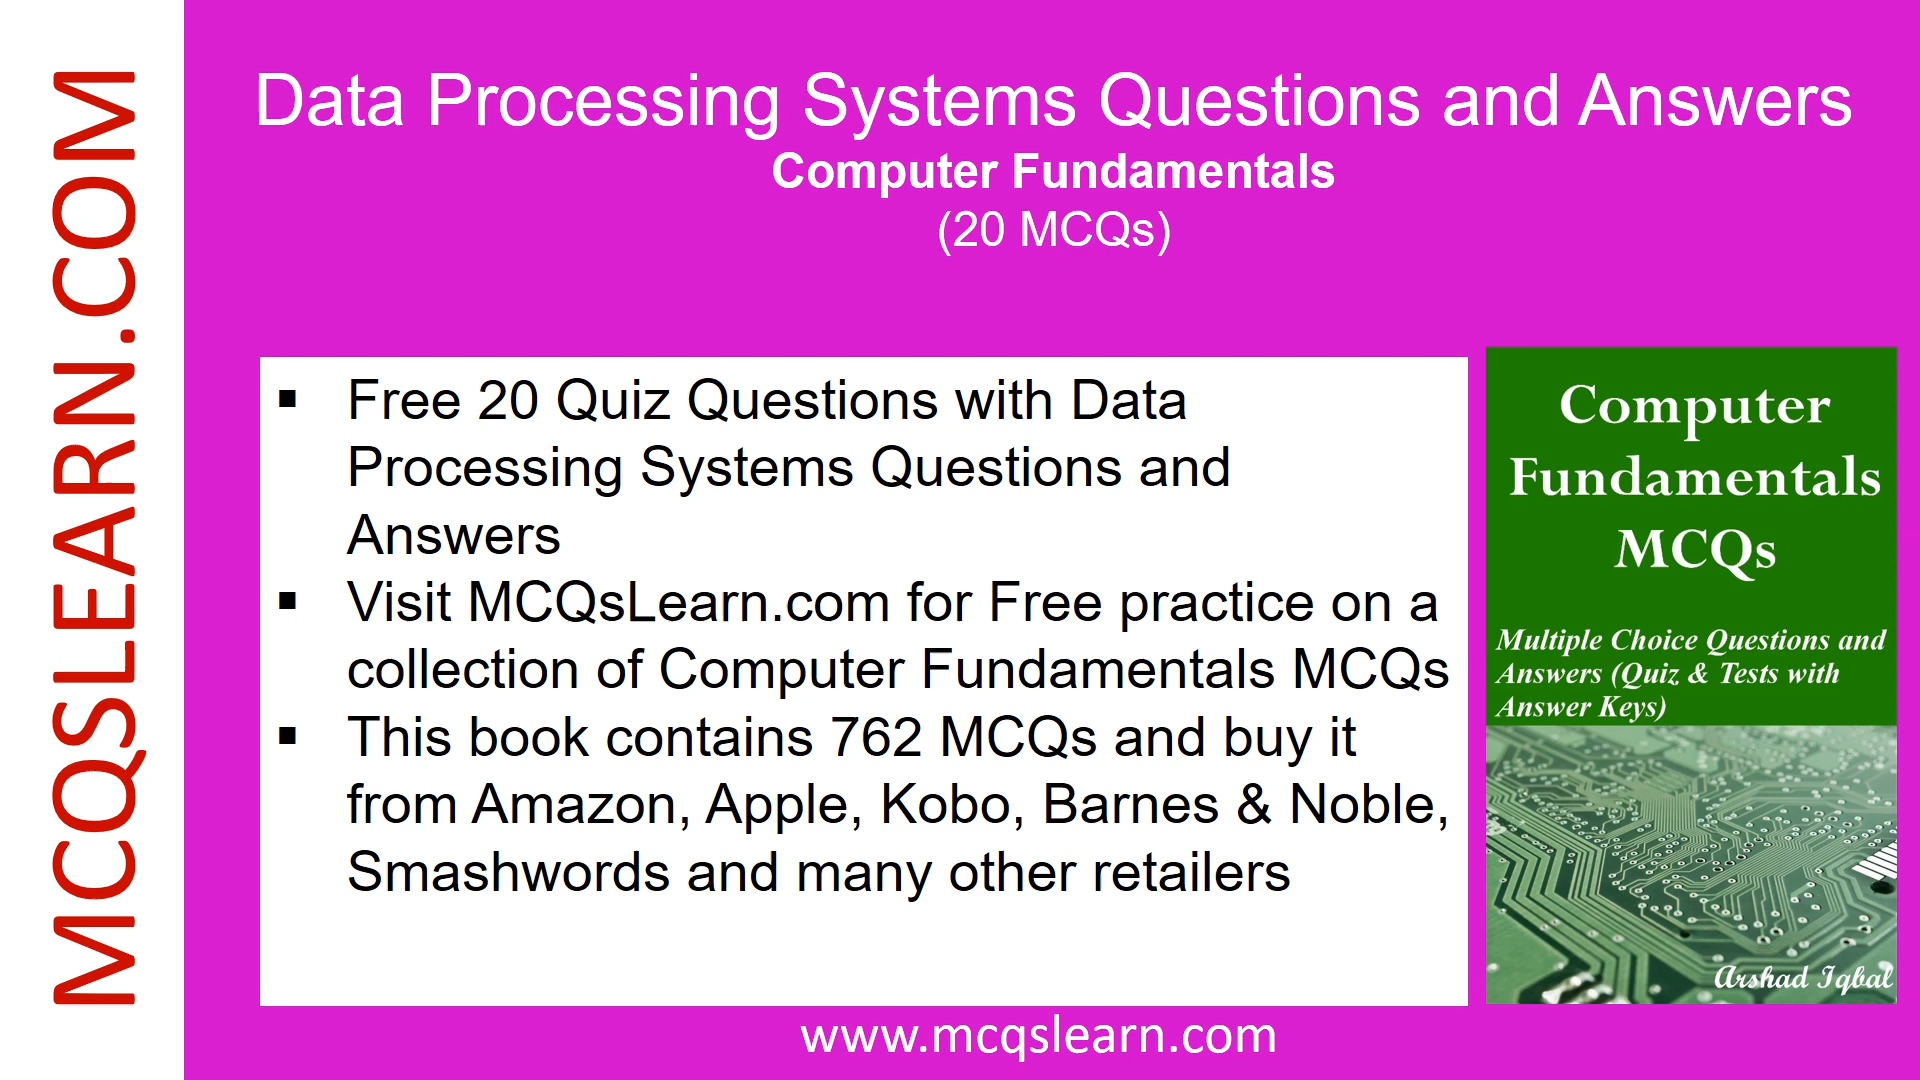 MCQSLEARN.COM
Data Processing Systems Questions and Answers
Computer Fundamentals
(20 MCQs)
▪ Free 20 Quiz Questions with Data
Processing Systems Questions and
Answers
▪ Visit MCQsLearn.com for Free practice on a
collection of Computer Fundamentals MCQs
▪ This book contains 762 MCQs and buy it
from Amazon, Apple, Kobo, Barnes & Noble,
Smashwords and many other retailers
Computer
Fundamentals
MCQs
Multiple Choice Questions and
Answers (Quiz & Tests with
Answer Keys)
Arshad Iqbal
www.mcqslearn.com